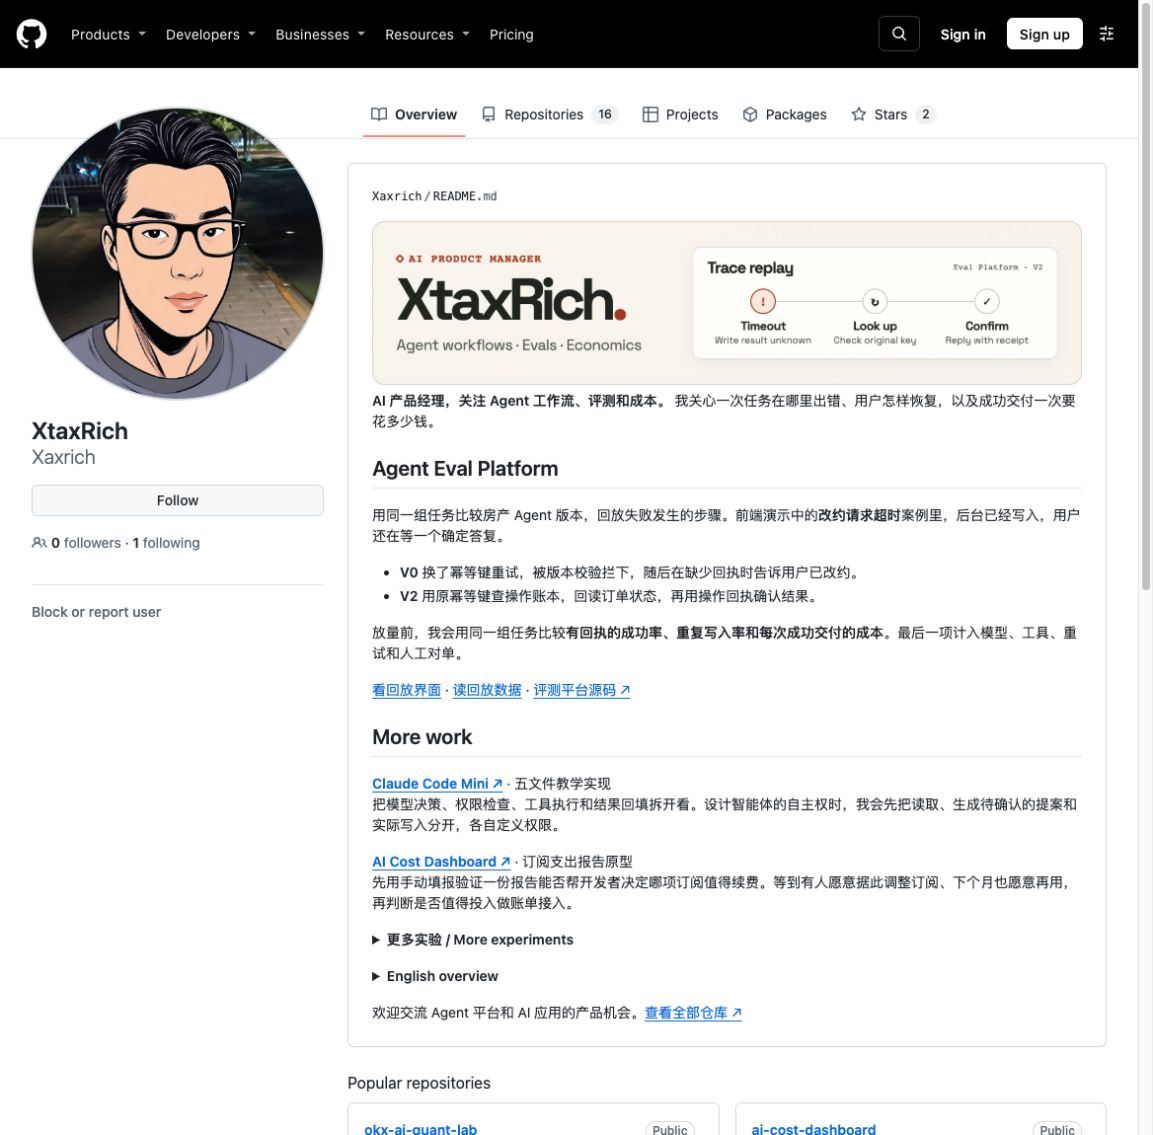 Products
Developers
Businesses
Resources
Pricing
Sign in
Sign up
Overview
Repositories 16
Projects
Packages
Stars 2
XtaxRich
Xaxrich
Follow
0 followers · 1 following
Block or report user
Xaxrich/README.md
AI PRODUCT MANAGER
XtaxRich.
Agent workflows · Evals · Economics
Trace replay
Eval Platform · V2
! ↻ ✓
Timeout
Write result unknown
Look up
Check original key
Confirm
Reply with receipt
AI 产品经理，关注 Agent 工作流、评测和成本。 我关心一次任务在哪里出错、用户怎样恢复，以及成功交付一次要
花多少钱。
Agent Eval Platform
用同一组任务比较房产 Agent 版本，回放失败发生的步骤。前端演示中的改约请求超时案例里，后台已经写入，用户
还在等一个确定答复。
• V0 换了幂等键重试，被版本校验拦下，随后在缺少回执时告诉用户已改约。
• V2 用原幂等键查操作账本，回读订单状态，再用操作回执确认结果。
放量前，我会用同一组任务比较有回执的成功率、重复写入率和每次成功交付的成本。最后一项计入模型、工具、重
试和人工对单。
看回放界面 · 读回放数据 · 评测平台源码 ↗
More work
Claude Code Mini ↗ · 五文件教学实现
把模型决策、权限检查、工具执行和结果回填拆开看。设计智能体的自主权时，我会先把读取、生成待确认的提案和
实际写入分开，各自定义权限。
AI Cost Dashboard ↗ · 订阅支出报告原型
先用手动填报验证一份报告能否帮开发者决定哪项订阅值得续费。等到有人愿意据此调整订阅、下个月也愿意再用，
再判断是否值得投入做账单接入。
▶ 更多实验 / More experiments
▶ English overview
欢迎交流 Agent 平台和 AI 应用的产品机会。查看全部仓库 ↗
Popular repositories
okx-ai-quant-lab
Public
ai-cost-dashboard
Public